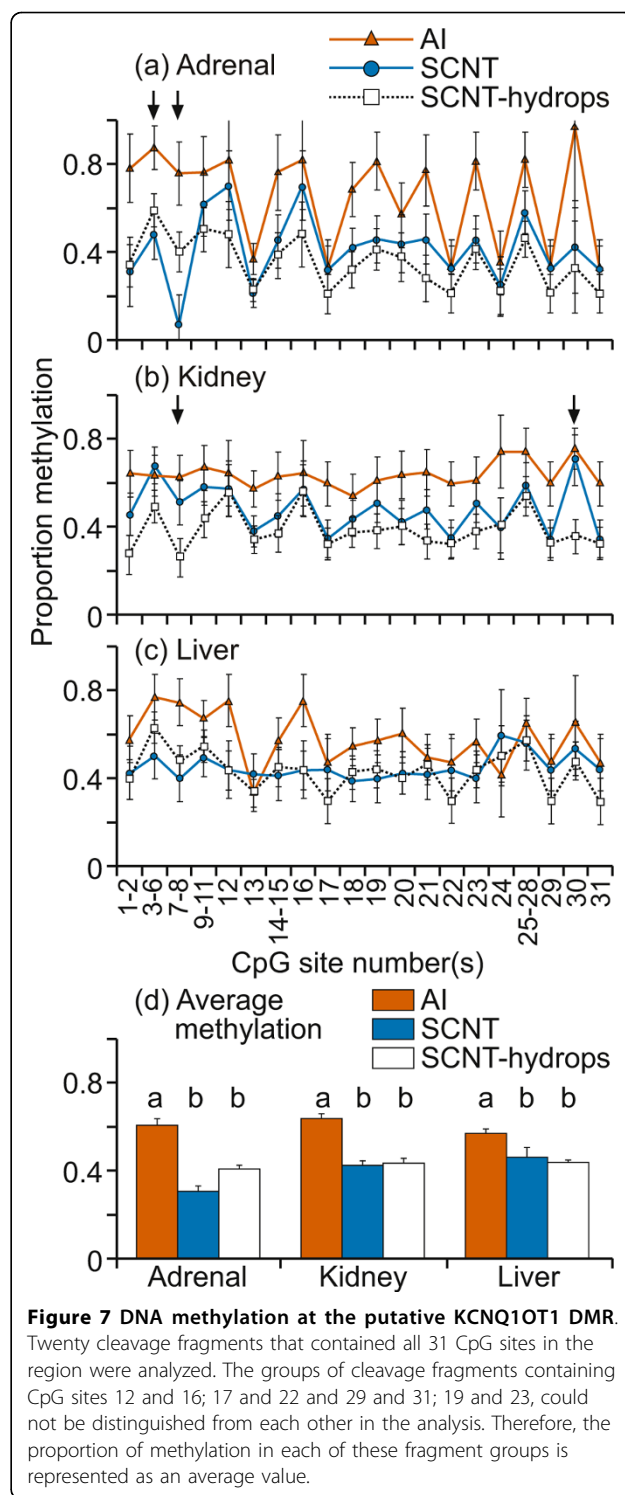 AI
SCNT
SCNT-hydrops
(a) Adrenal
0.8
0.4
0
(b) Kidney
0.8
0.4
0
(c) Liver
0.8
0.4
0
Proportion methylation
1-2
3-6
7-8
9-11
12
13
14-15
16
17
18
19
20
21
22
23
24
25-28
29
30
31
CpG site number(s)
(d) Average
methylation
AI
SCNT
SCNT-hydrops
0.8
0.4
0
a b b a b b a b b
Adrenal Kidney Liver
Figure 7 DNA methylation at the putative KCNQ1OT1 DMR.
Twenty cleavage fragments that contained all 31 CpG sites in the
region were analyzed. The groups of cleavage fragments containing
CpG sites 12 and 16; 17 and 22 and 29 and 31; 19 and 23, could
not be distinguished from each other in the analysis. Therefore, the
proportion of methylation in each of these fragment groups is
represented as an average value.